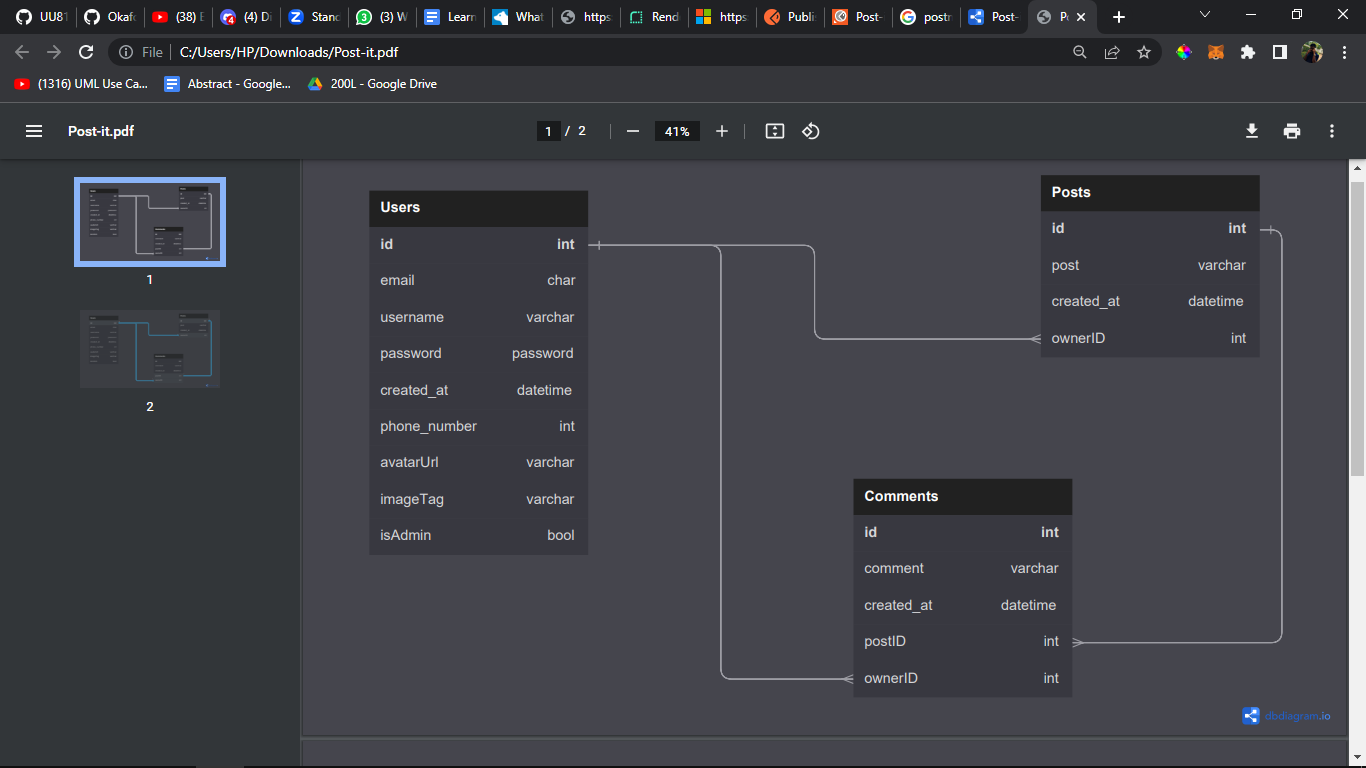 UU81
Okafo
(38) E
(4) Di
Stand
(3) W
Learn
What
https
Rend
https
Publi
Post-
postm
Post-
File
C:/Users/HP/Downloads/Post-it.pdf
(1316) UML Use Ca...
Abstract - Google...
200L - Google Drive
Post-it.pdf
1 / 2
41%
1
2
Users
id int
email char
username varchar
password password
created_at datetime
phone_number int
avatarUrl varchar
imageTag varchar
isAdmin bool
Posts
id int
post varchar
created_at datetime
ownerID int
Comments
id int
comment varchar
created_at datetime
postID int
ownerID int
dbdiagram.io